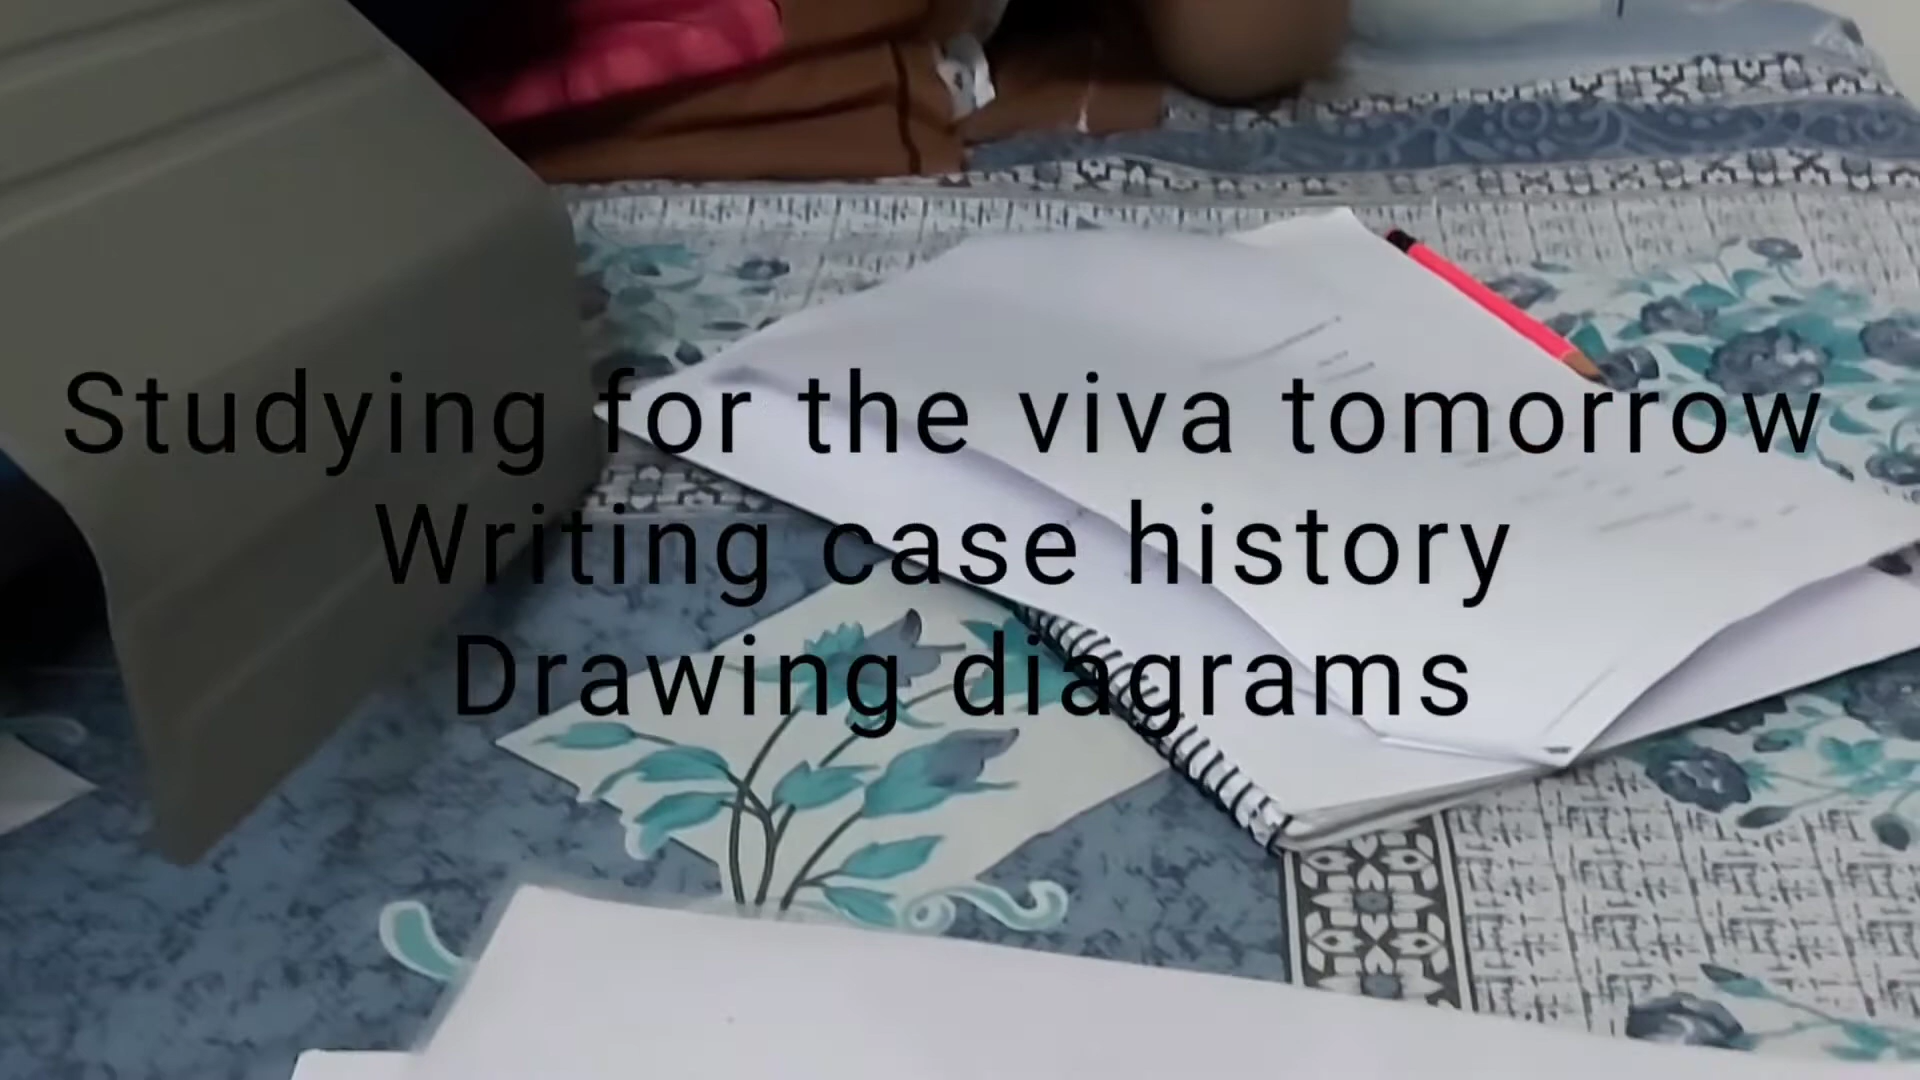 Studying for the viva tomorrow
Writing case history
Drawing diagrams